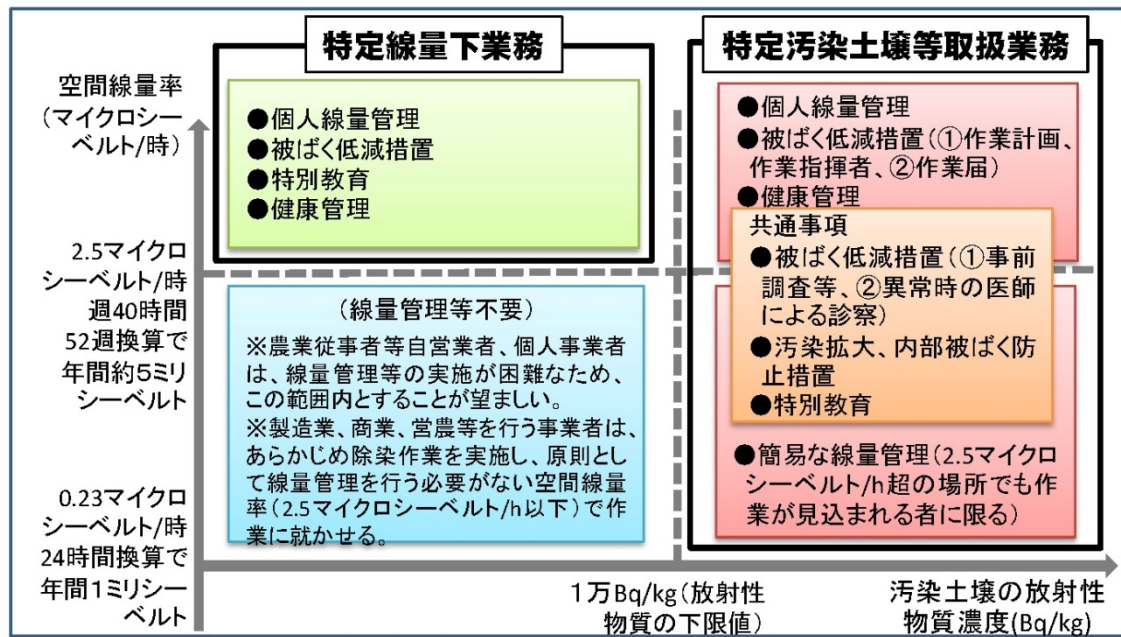 特定線量下業務
特定汚染土壌等取扱業務
空間線量率
(マイクロシー
ベルト/時)
●個人線量管理
●被ばく低減措置
●特別教育
●健康管理
●個人線量管理
●被ばく低減措置(①作業計画、
作業指揮者、②作業届)
●健康管理
共通事項
●被ばく低減措置(①事前
調査等、②異常時の医師
による診察)
●汚染拡大、内部被ばく防
止措置
●特別教育
2.5マイクロ
シーベルト/時
週40時間
52週換算で
年間約5ミリ
シーベルト
(線量管理等不要)
※農業従事者等自営業者、個人事業者
は、線量管理等の実施が困難なため、
この範囲内とすることが望ましい。
※製造業、商業、営農等を行う事業者は、
あらかじめ除染作業を実施し、原則とし
て線量管理を行う必要がない空間線量
率(2.5マイクロシーベルト/h以下)で作
業に就かせる。
●簡易な線量管理(2.5マイクロ
シーベルト/h超の場所でも作
業が見込まれる者に限る)
0.23マイクロ
シーベルト/時
24時間換算で
年間1ミリシー
ベルト
1万Bq/kg(放射性
物質の下限値)
汚染土壌の放射性
物質濃度(Bq/kg)